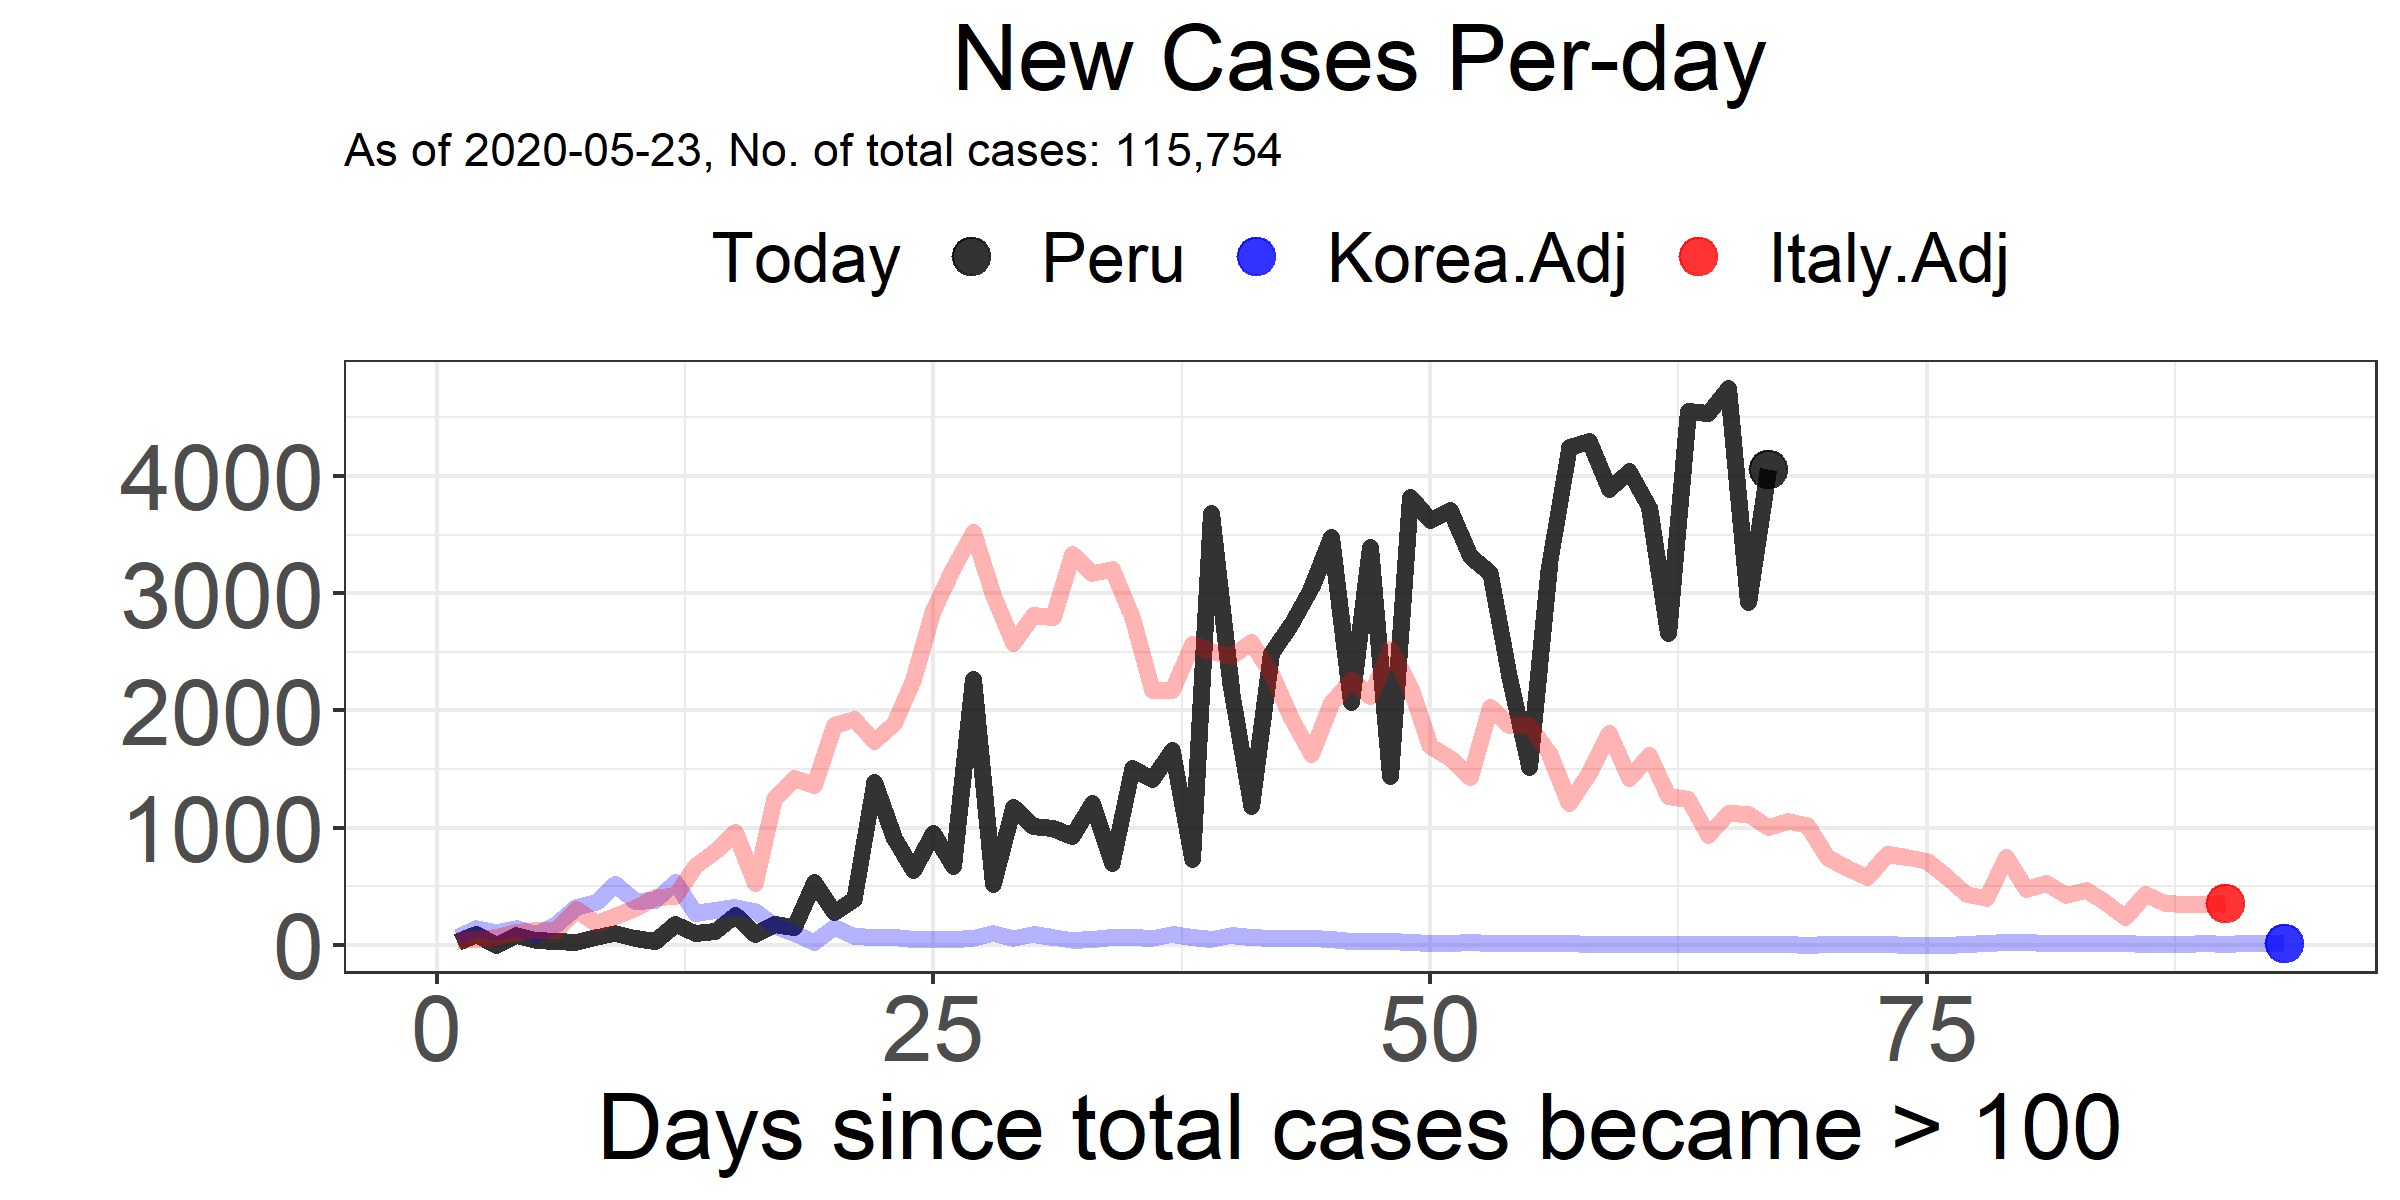 New Cases Per-day
As of 2020-05-23, No. of total cases: 115,754
Today Peru Korea.Adj Italy.Adj
4000
3000
2000
1000
0
0 25 50 75
Days since total cases became > 100